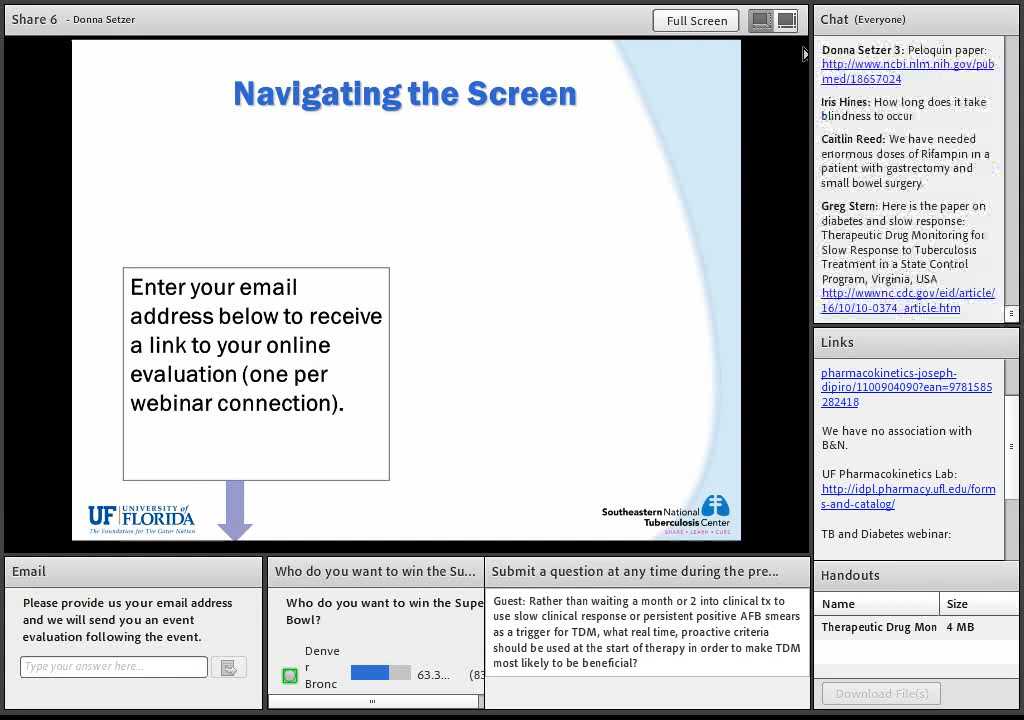 Share 6 - Donna Setzer
Full Screen
Navigating the Screen
Enter your email
address below to receive
a link to your online
evaluation (one per
webinar connection).
UF UNIVERSITY of
FLORIDA
The Foundation for The Gator Nation
Southeastern National
Tuberculosis Center
SHARE • LEARN • CURE
Chat (Everyone)
Donna Setzer 3: Peloquin paper:
http://www.ncbi.nlm.nih.gov/pub
med/18657024
Iris Hines: How long does it take
blindness to occur
Caitlin Reed: We have needed
enormous doses of Rifampin in a
patient with gastrectomy and
small bowel surgery.
Greg Stern: Here is the paper on
diabetes and slow response:
Therapeutic Drug Monitoring for
Slow Response to Tuberculosis
Treatment in a State Control
Program, Virginia, USA
http://wwwnc.cdc.gov/eid/article/
16/10/10-0374_article.htm
Links
pharmacokinetics-joseph-
dipiro/1100904090?ean=9781585
282418
We have no association with
B&N.
UF Pharmacokinetics Lab:
http://idpl.pharmacy.ufl.edu/form
s-and-catalog/
TB and Diabetes webinar:
Handouts
Name Size
Therapeutic Drug Mon 4 MB
Download File(s)
Email
Please provide us your email address
and we will send you an event
evaluation following the event.
Type your answer here...
Who do you want to win the Su...
Who do you want to win the Supe
Bowl?
Denve
r
Bronc
63.3... (83
Submit a question at any time during the pre...
Guest: Rather than waiting a month or 2 into clinical tx to
use slow clinical response or persistent positive AFB smears
as a trigger for TDM, what real time, proactive criteria
should be used at the start of therapy in order to make TDM
most likely to be beneficial?